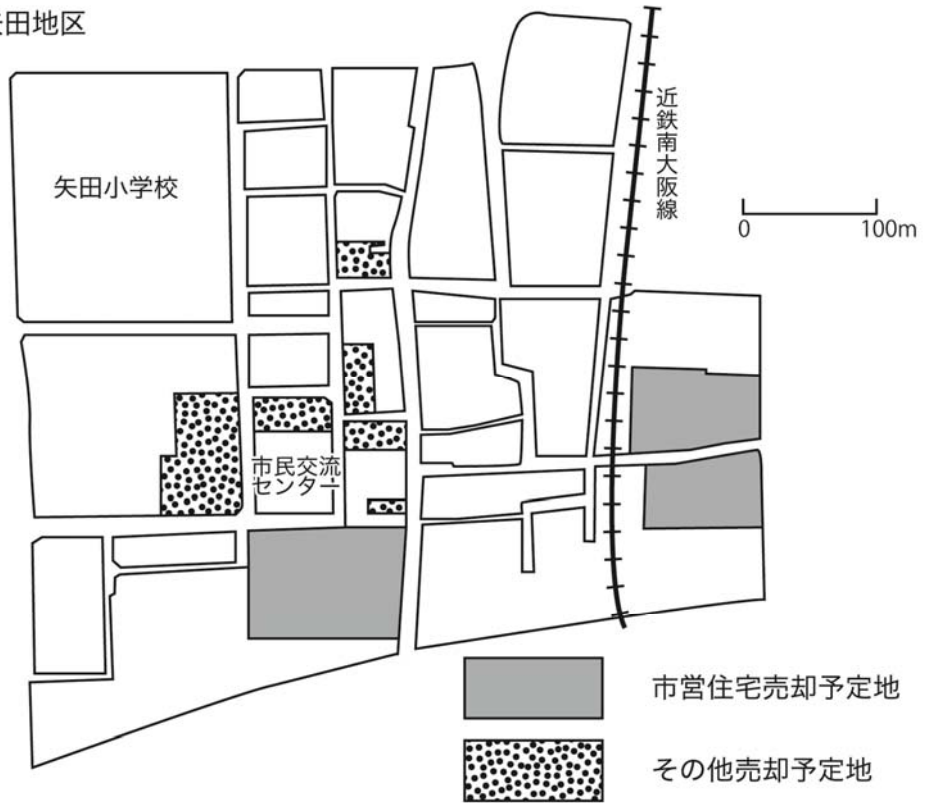 矢田地区
矢田小学校
近鉄南大阪線
0 100m
市民交流
センター
市営住宅売却予定地
その他売却予定地